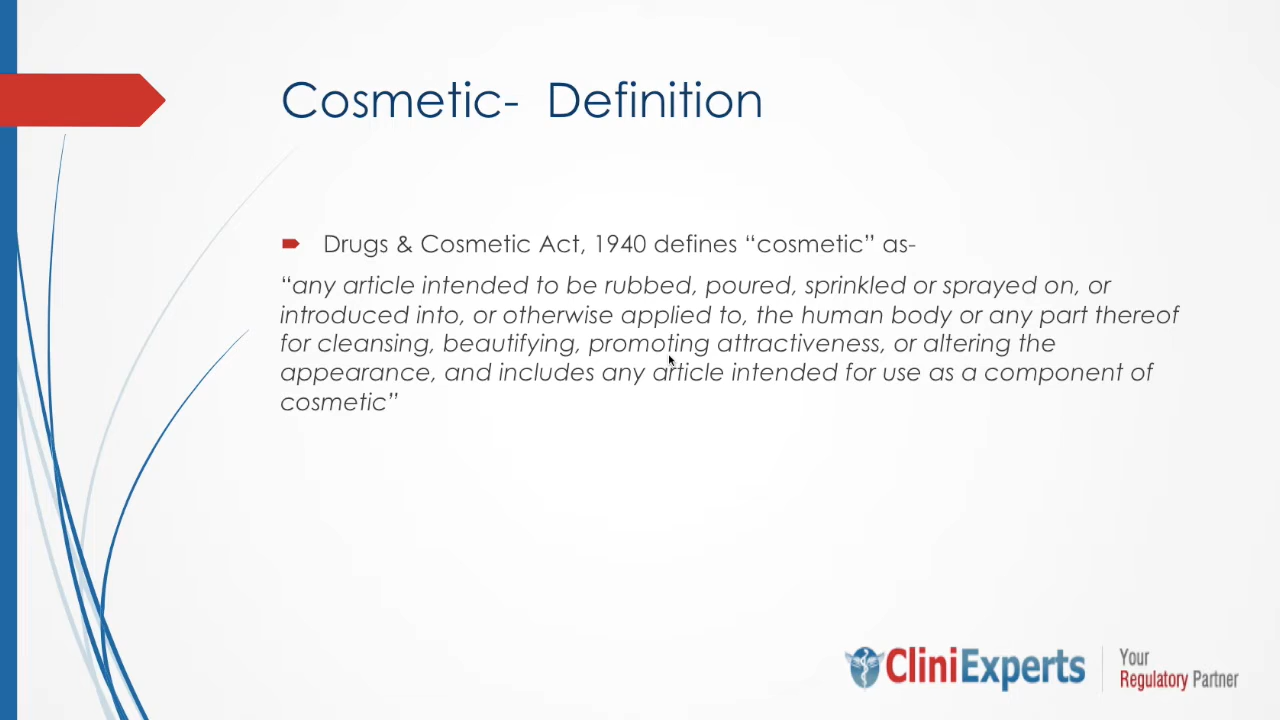 Cosmetic- Definition
Drugs & Cosmetic Act, 1940 defines “cosmetic” as-
“any article intended to be rubbed, poured, sprinkled or sprayed on, or
introduced into, or otherwise applied to, the human body or any part thereof
for cleansing, beautifying, promoting attractiveness, or altering the
appearance, and includes any article intended for use as a component of
cosmetic”
CliniExperts
Your
Regulatory Partner